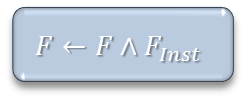 F ← F ∧ F_Inst